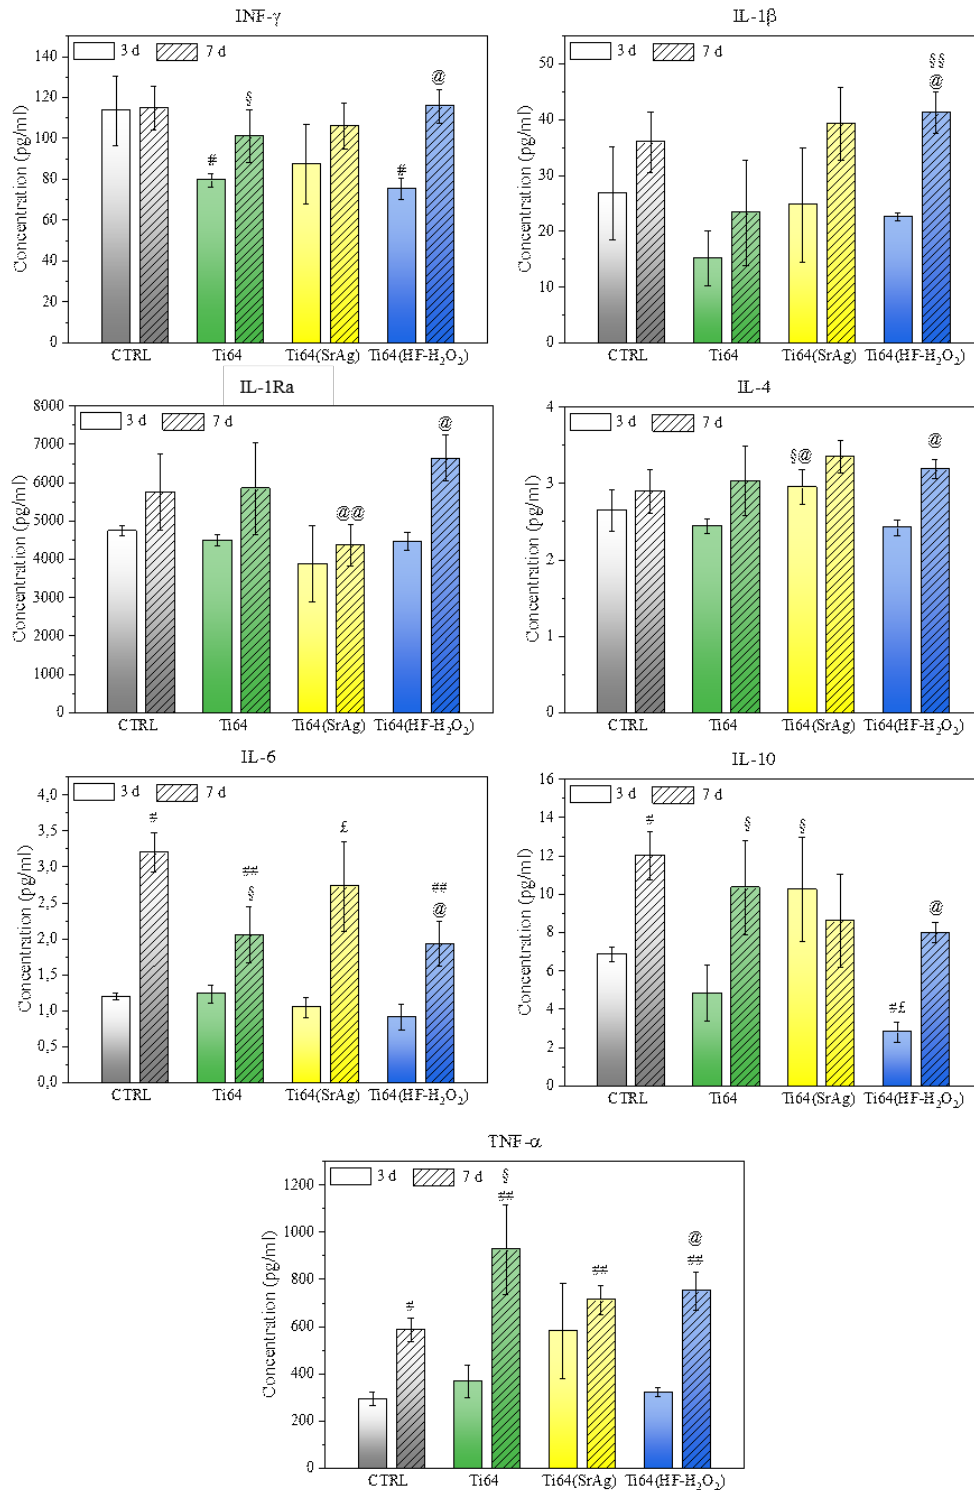 INF-γ
3 d 7 d
Concentration (pg/ml)
140
120
100
80
60
40
20
0
#
§
#
@
CTRL Ti64 Ti64(SrAg) Ti64(HF-H₂O₂)
IL-1β
3 d 7 d
Concentration (pg/ml)
50
40
30
20
10
0
§§
@
CTRL Ti64 Ti64(SrAg) Ti64(HF-H₂O₂)
IL-1Ra
3 d 7 d
Concentration (pg/ml)
8000
7000
6000
5000
4000
3000
2000
1000
0
@@
@
CTRL Ti64 Ti64(SrAg) Ti64(HF-H₂O₂)
IL-4
3 d 7 d
Concentration (pg/ml)
4
3
2
1
0
§@
@
CTRL Ti64 Ti64(SrAg) Ti64(HF-H₂O₂)
IL-6
3 d 7 d
Concentration (pg/ml)
4,0
3,5
3,0
2,5
2,0
1,5
1,0
0,5
0,0
#
##
§
£
##
@
CTRL Ti64 Ti64(SrAg) Ti64(HF-H₂O₂)
IL-10
3 d 7 d
Concentration (pg/ml)
16
14
12
10
8
6
4
2
0
#
§
§
#£
@
CTRL Ti64 Ti64(SrAg) Ti64(HF-H₂O₂)
TNF-α
3 d 7 d
Concentration (pg/ml)
1200
1000
800
600
400
200
0
#
§
##
##
@
##
CTRL Ti64 Ti64(SrAg) Ti64(HF-H₂O₂)